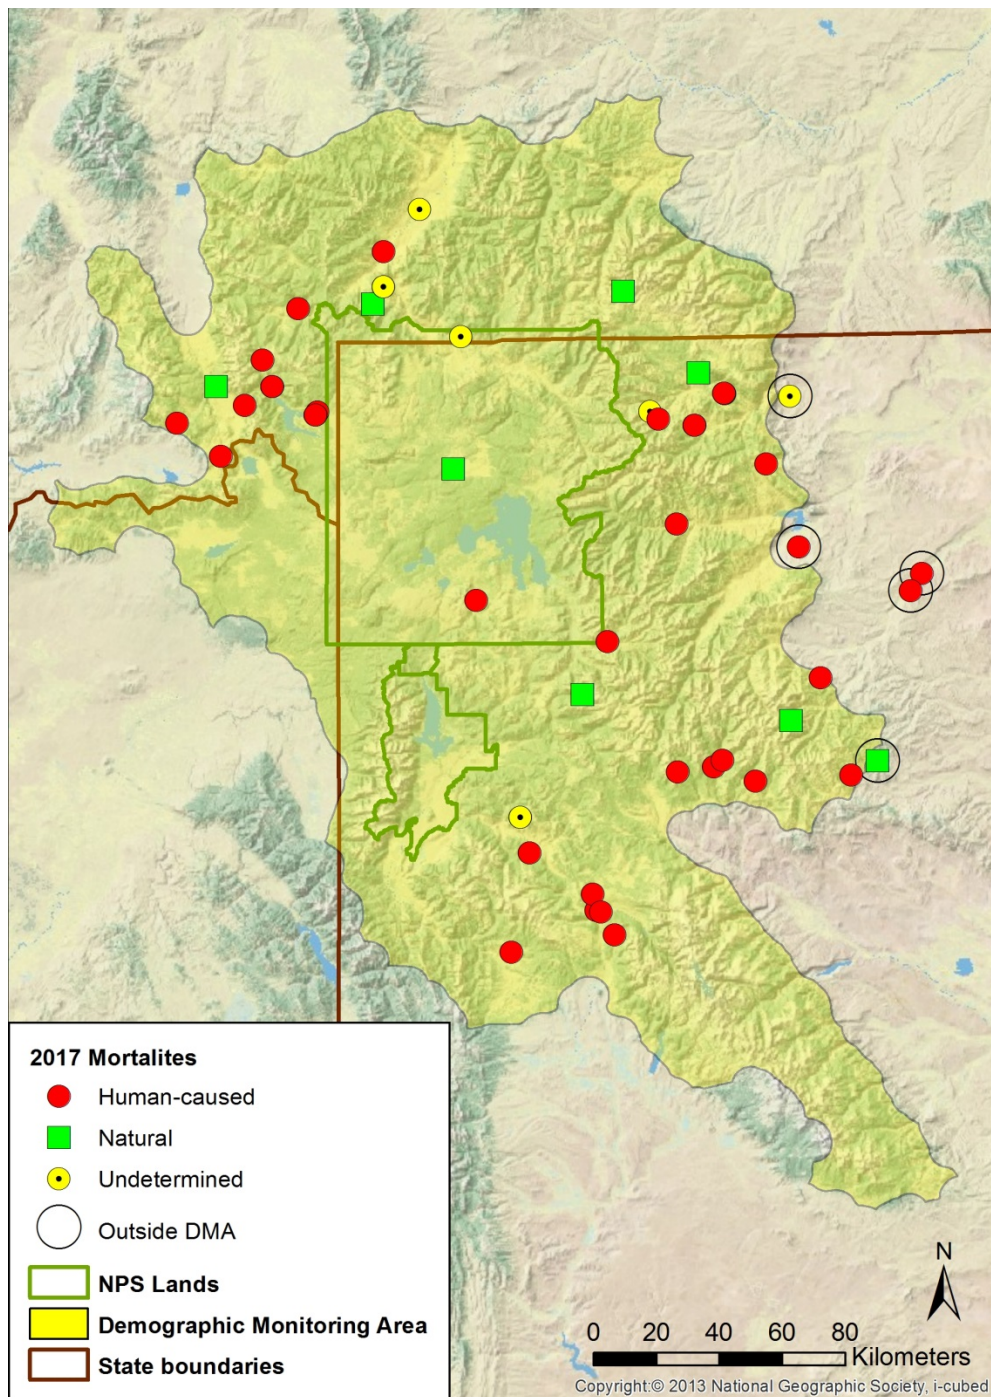 2017 Mortalites
Human-caused
Natural
Undetermined
Outside DMA
NPS Lands
Demographic Monitoring Area
State boundaries
N
0 20 40 60 80
Kilometers
Copyright:© 2013 National Geographic Society, i-cubed